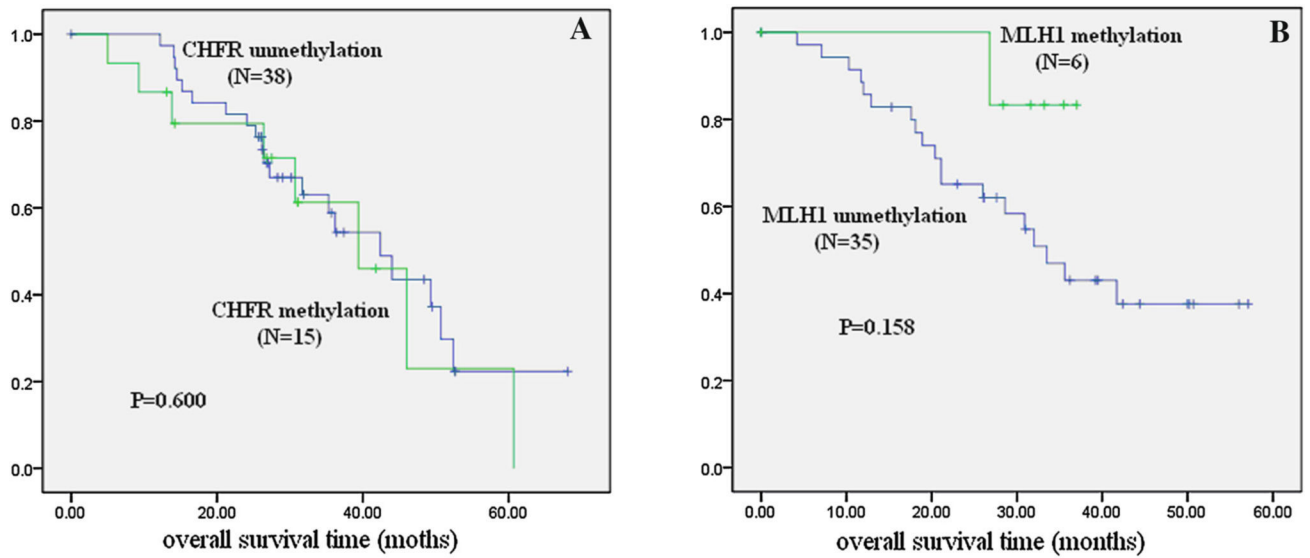 A
1.0
0.8
0.6
0.4
0.2
0.0
CHFR unmethylation
(N=38)
CHFR methylation
(N=15)
P=0.600
0.00 20.00 40.00 60.00
overall survival time (moths)
B
1.0
0.8
0.6
0.4
0.2
0.0
MLH1 methylation
(N=6)
MLH1 unmethylation
(N=35)
P=0.158
0.00 10.00 20.00 30.00 40.00 50.00 60.00
overall survival time (months)